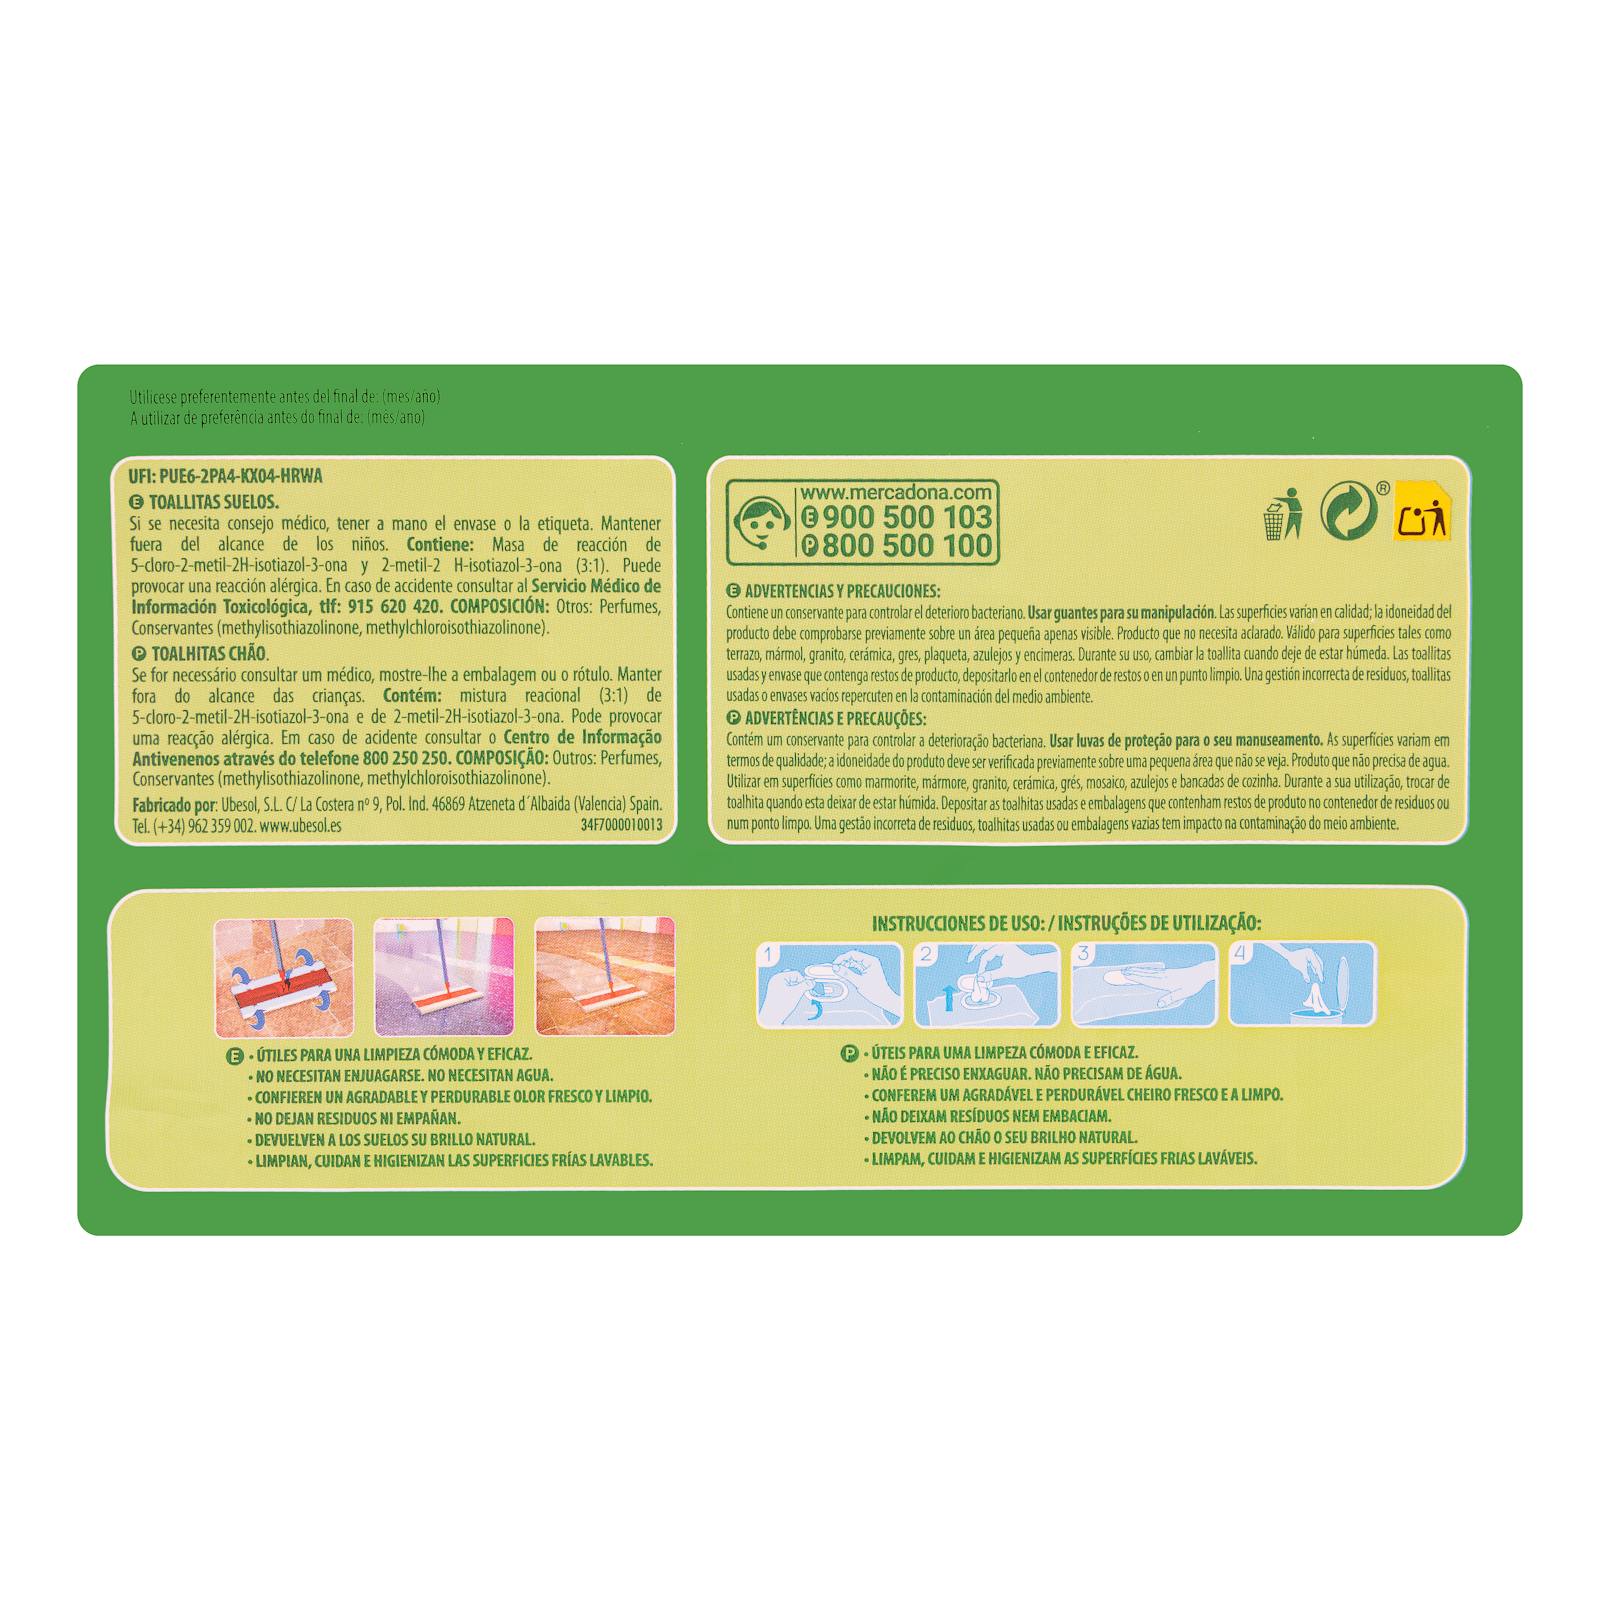 Utilícese preferentemente antes del final de: (mes/año)
A utilizar de preferência antes do final de: (mês/ano)
UFI: PUE6-2PA4-KX04-HRWA
E TOALLITAS SUELOS.
Si se necesita consejo médico, tener a mano el envase o la etiqueta. Mantener
fuera del alcance de los niños. Contiene: Masa de reacción de
5-cloro-2-metil-2H-isotiazol-3-ona y 2-metil-2 H-isotiazol-3-ona (3:1). Puede
provocar una reacción alérgica. En caso de accidente consultar al Servicio Médico de
Información Toxicológica, tlf: 915 620 420. COMPOSICIÓN: Otros: Perfumes,
Conservantes (methylisothiazolinone, methylchloroisothiazolinone).
P TOALHITAS CHÃO.
Se for necessário consultar um médico, mostre-lhe a embalagem ou o rótulo. Manter
fora do alcance das crianças. Contém: mistura reacional (3:1) de
5-cloro-2-metil-2H-isotiazol-3-ona e de 2-metil-2H-isotiazol-3-ona. Pode provocar
uma reacção alérgica. Em caso de acidente consultar o Centro de Informação
Antivenenos através do telefone 800 250 250. COMPOSIÇÃO: Outros: Perfumes,
Conservantes (methylisothiazolinone, methylchloroisothiazolinone).
Fabricado por: Ubesol, S.L. C/ La Costera nº 9, Pol. Ind. 46869 Atzeneta d´Albaida (Valencia) Spain.
Tel. (+34) 962 359 002. www.ubesol.es 34F7000010013
www.mercadona.com
E 900 500 103
P 800 500 100
®
E ADVERTENCIAS Y PRECAUCIONES:
Contiene un conservante para controlar el deterioro bacteriano. Usar guantes para su manipulación. Las superficies varían en calidad; la idoneidad del
producto debe comprobarse previamente sobre un área pequeña apenas visible. Producto que no necesita aclarado. Válido para superficies tales como
terrazo, mármol, granito, cerámica, gres, plaqueta, azulejos y encimeras. Durante su uso, cambiar la toallita cuando deje de estar húmeda. Las toallitas
usadas y envase que contenga restos de producto, depositarlo en el contenedor de restos o en un punto limpio. Una gestión incorrecta de residuos, toallitas
usadas o envases vacíos repercuten en la contaminación del medio ambiente.
P ADVERTÊNCIAS E PRECAUÇÕES:
Contém um conservante para controlar a deterioração bacteriana. Usar luvas de proteção para o seu manuseamento. As superfícies variam em
termos de qualidade; a idoneidade do produto deve ser verificada previamente sobre uma pequena área que não se veja. Produto que não precisa de agua.
Utilizar em superfícies como marmorite, mármore, granito, cerámica, grés, mosaico, azulejos e bancadas de cozinha. Durante a sua utilização, trocar de
toalhita quando esta deixar de estar húmida. Depositar as toalhitas usadas e embalagens que contenham restos de produto no contenedor de residuos ou
num ponto limpo. Uma gestão incorreta de residuos, toalhitas usadas ou embalagens vazias tem impacto na contaminação do meio ambiente.
INSTRUCCIONES DE USO: / INSTRUÇÕES DE UTILIZAÇÃO:
1 2 3 4
E • ÚTILES PARA UNA LIMPIEZA CÓMODA Y EFICAZ.
• NO NECESITAN ENJUAGARSE. NO NECESITAN AGUA.
• CONFIEREN UN AGRADABLE Y PERDURABLE OLOR FRESCO Y LIMPIO.
• NO DEJAN RESIDUOS NI EMPAÑAN.
• DEVUELVEN A LOS SUELOS SU BRILLO NATURAL.
• LIMPIAN, CUIDAN E HIGIENIZAN LAS SUPERFICIES FRÍAS LAVABLES.
P • ÚTEIS PARA UMA LIMPEZA CÓMODA E EFICAZ.
• NÃO É PRECISO ENXAGUAR. NÃO PRECISAM DE ÁGUA.
• CONFEREM UM AGRADÁVEL E PERDURÁVEL CHEIRO FRESCO E A LIMPO.
• NÃO DEIXAM RESÍDUOS NEM EMBACIAM.
• DEVOLVEM AO CHÃO O SEU BRILHO NATURAL.
• LIMPAM, CUIDAM E HIGIENIZAM AS SUPERFÍCIES FRIAS LAVÁVEIS.